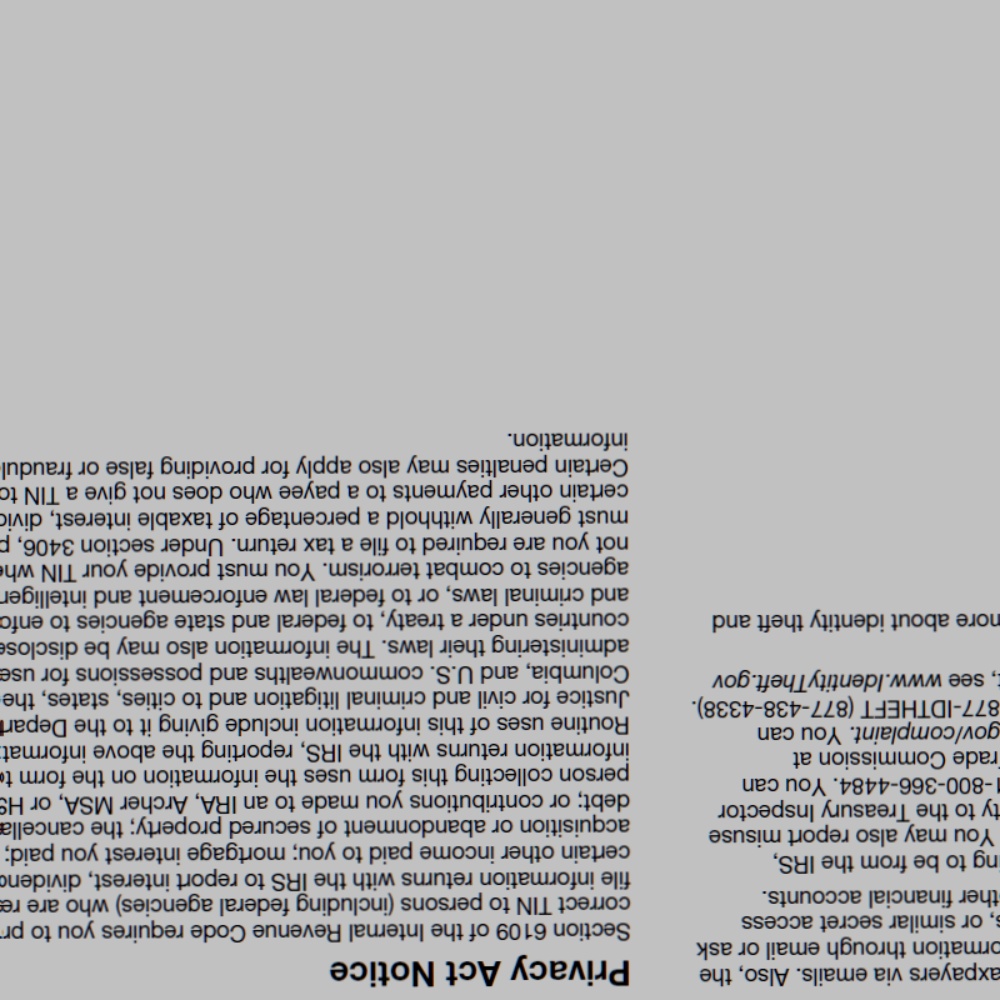 axpayers via emails. Also, the
ormation through email or ask
s, or similar secret access
ther financial accounts.
ng to be from the IRS,
You may also report misuse
ty to the Treasury Inspector
1-800-366-4484. You can
rade Commission at
gov/complaint. You can
877-IDTHEFT (877-438-4338).
t, see www.IdentityTheft.gov
more about identity theft and
Privacy Act Notice
Section 6109 of the Internal Revenue Code requires you to pr
correct TIN to persons (including federal agencies) who are re
file information returns with the IRS to report interest, dividend
certain other income paid to you; mortgage interest you paid;
acquisition or abandonment of secured property; the cancella
debt; or contributions you made to an IRA, Archer MSA, or HS
person collecting this form uses the information on the form t
information returns with the IRS, reporting the above informat
Routine uses of this information include giving it to the Depart
Justice for civil and criminal litigation and to cities, states, the
Columbia, and U.S. commonwealths and possessions for use
administering their laws. The information also may be disclose
countries under a treaty, to federal and state agencies to enfo
and criminal laws, or to federal law enforcement and intelligen
agencies to combat terrorism. You must provide your TIN whe
not you are required to file a tax return. Under section 3406, p
must generally withhold a percentage of taxable interest, divid
certain other payments to a payee who does not give a TIN to
Certain penalties may also apply for providing false or fraudul
information.